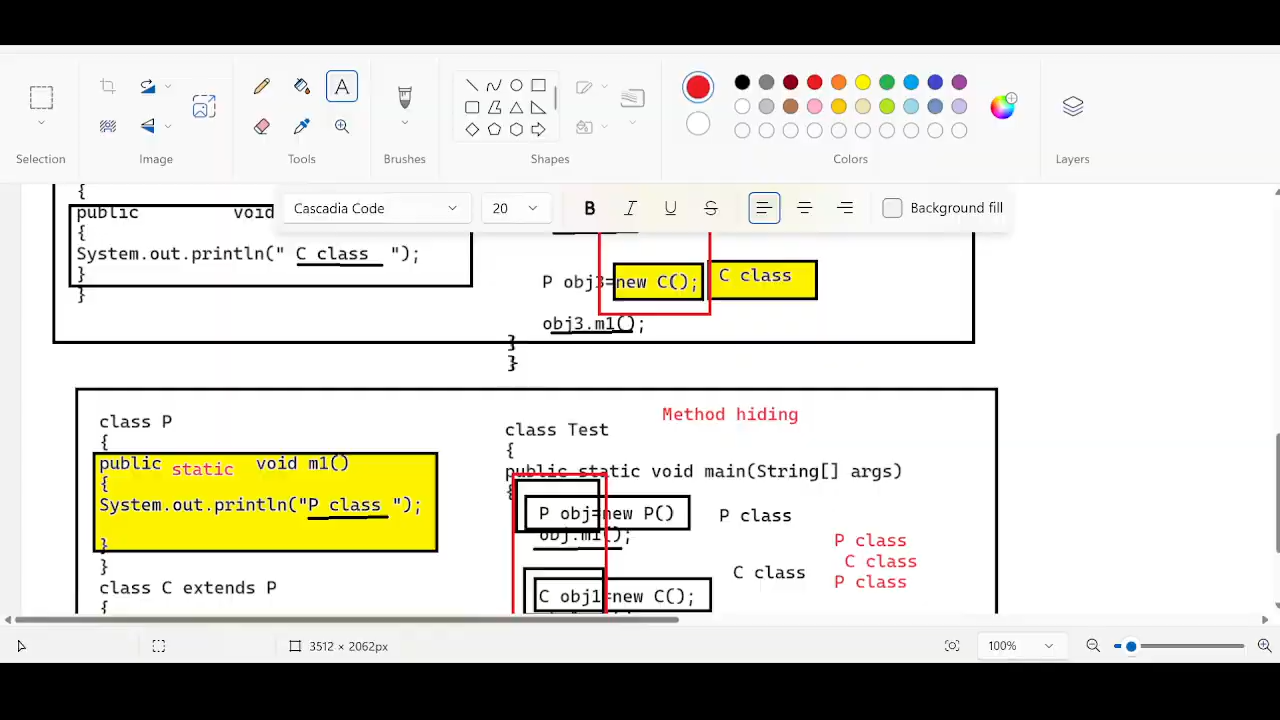 Selection
Image
Tools
Brushes
Shapes
Colors
Layers
Cascadia Code
20
B I U S
Background fill
{
public void
{
System.out.println(" C class ");
}
}
P obj3=new C();
C class
obj3.m1();
}
}
class P
{
public static void m1()
{
System.out.println("P class ");
}
}
class C extends P
{
Method hiding
class Test
{
public static void main(String[] args)
{
P obj=new P()
P class
obj.m1();
C class
C obj1=new C();
P class
C class
P class
3512 × 2062px
100%